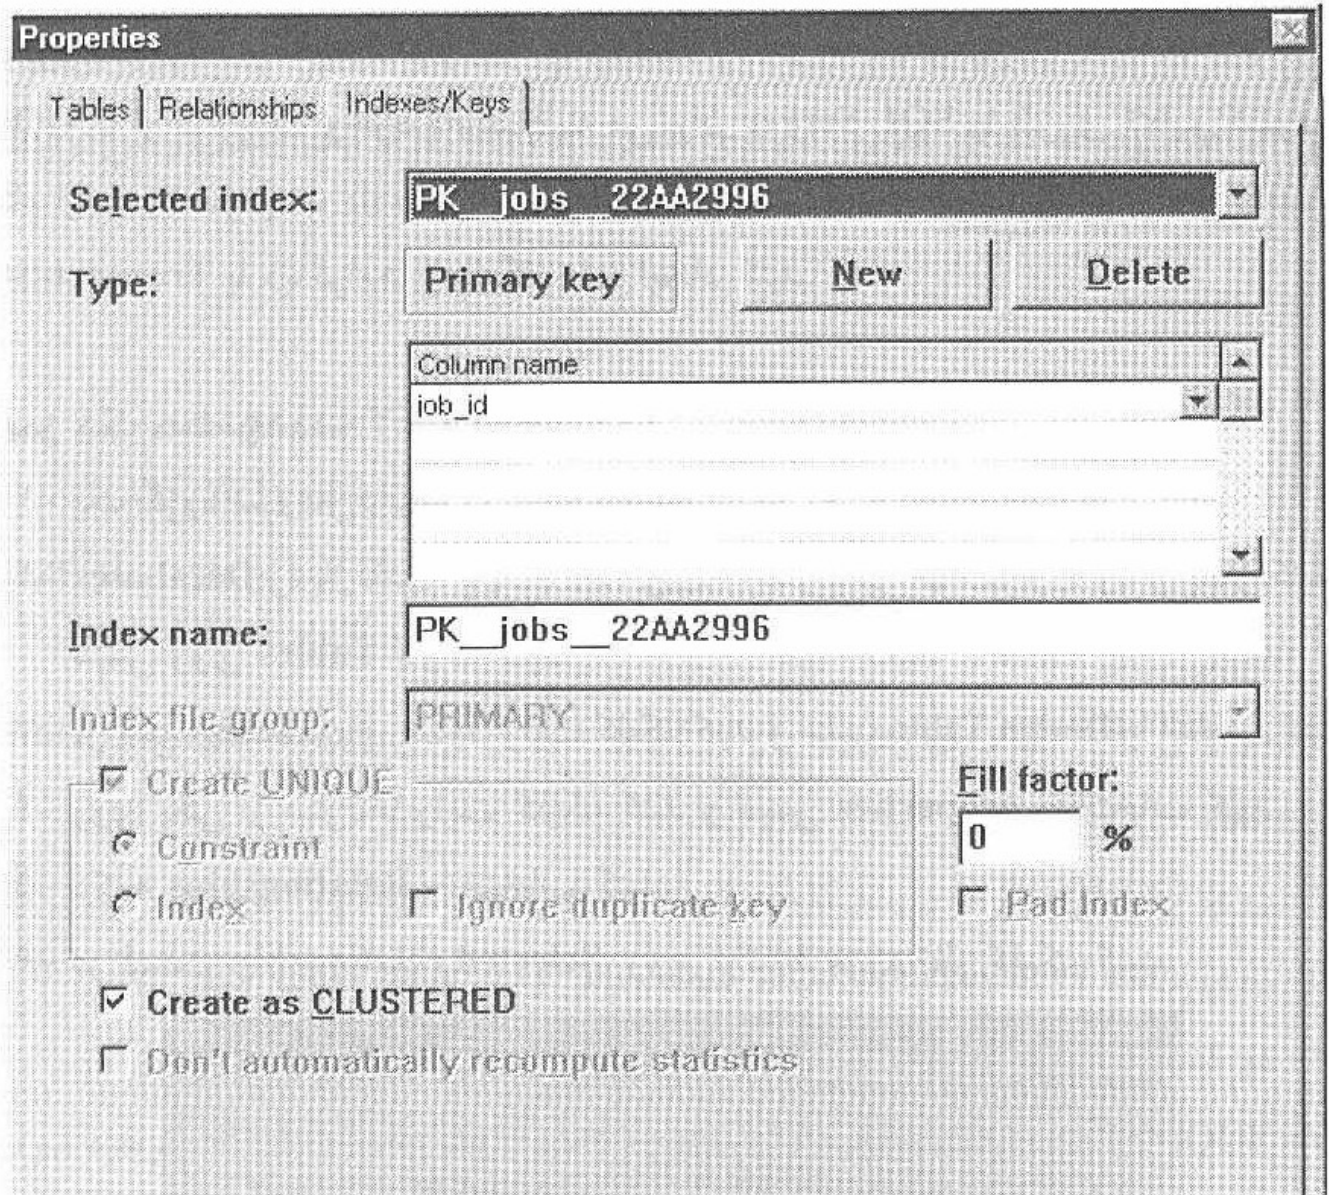 Properties
Tables Relationships Indexes/Keys
Selected index: PK__jobs__22AA2996
Type: Primary key New Delete
Column name
job_id
Index name: PK__jobs__22AA2996
Index file group: PRIMARY
Create UNIQUE Fill factor:
Constraint 0 %
Index Ignore duplicate key Pad Index
Create as CLUSTERED
Don't automatically recompute statistics